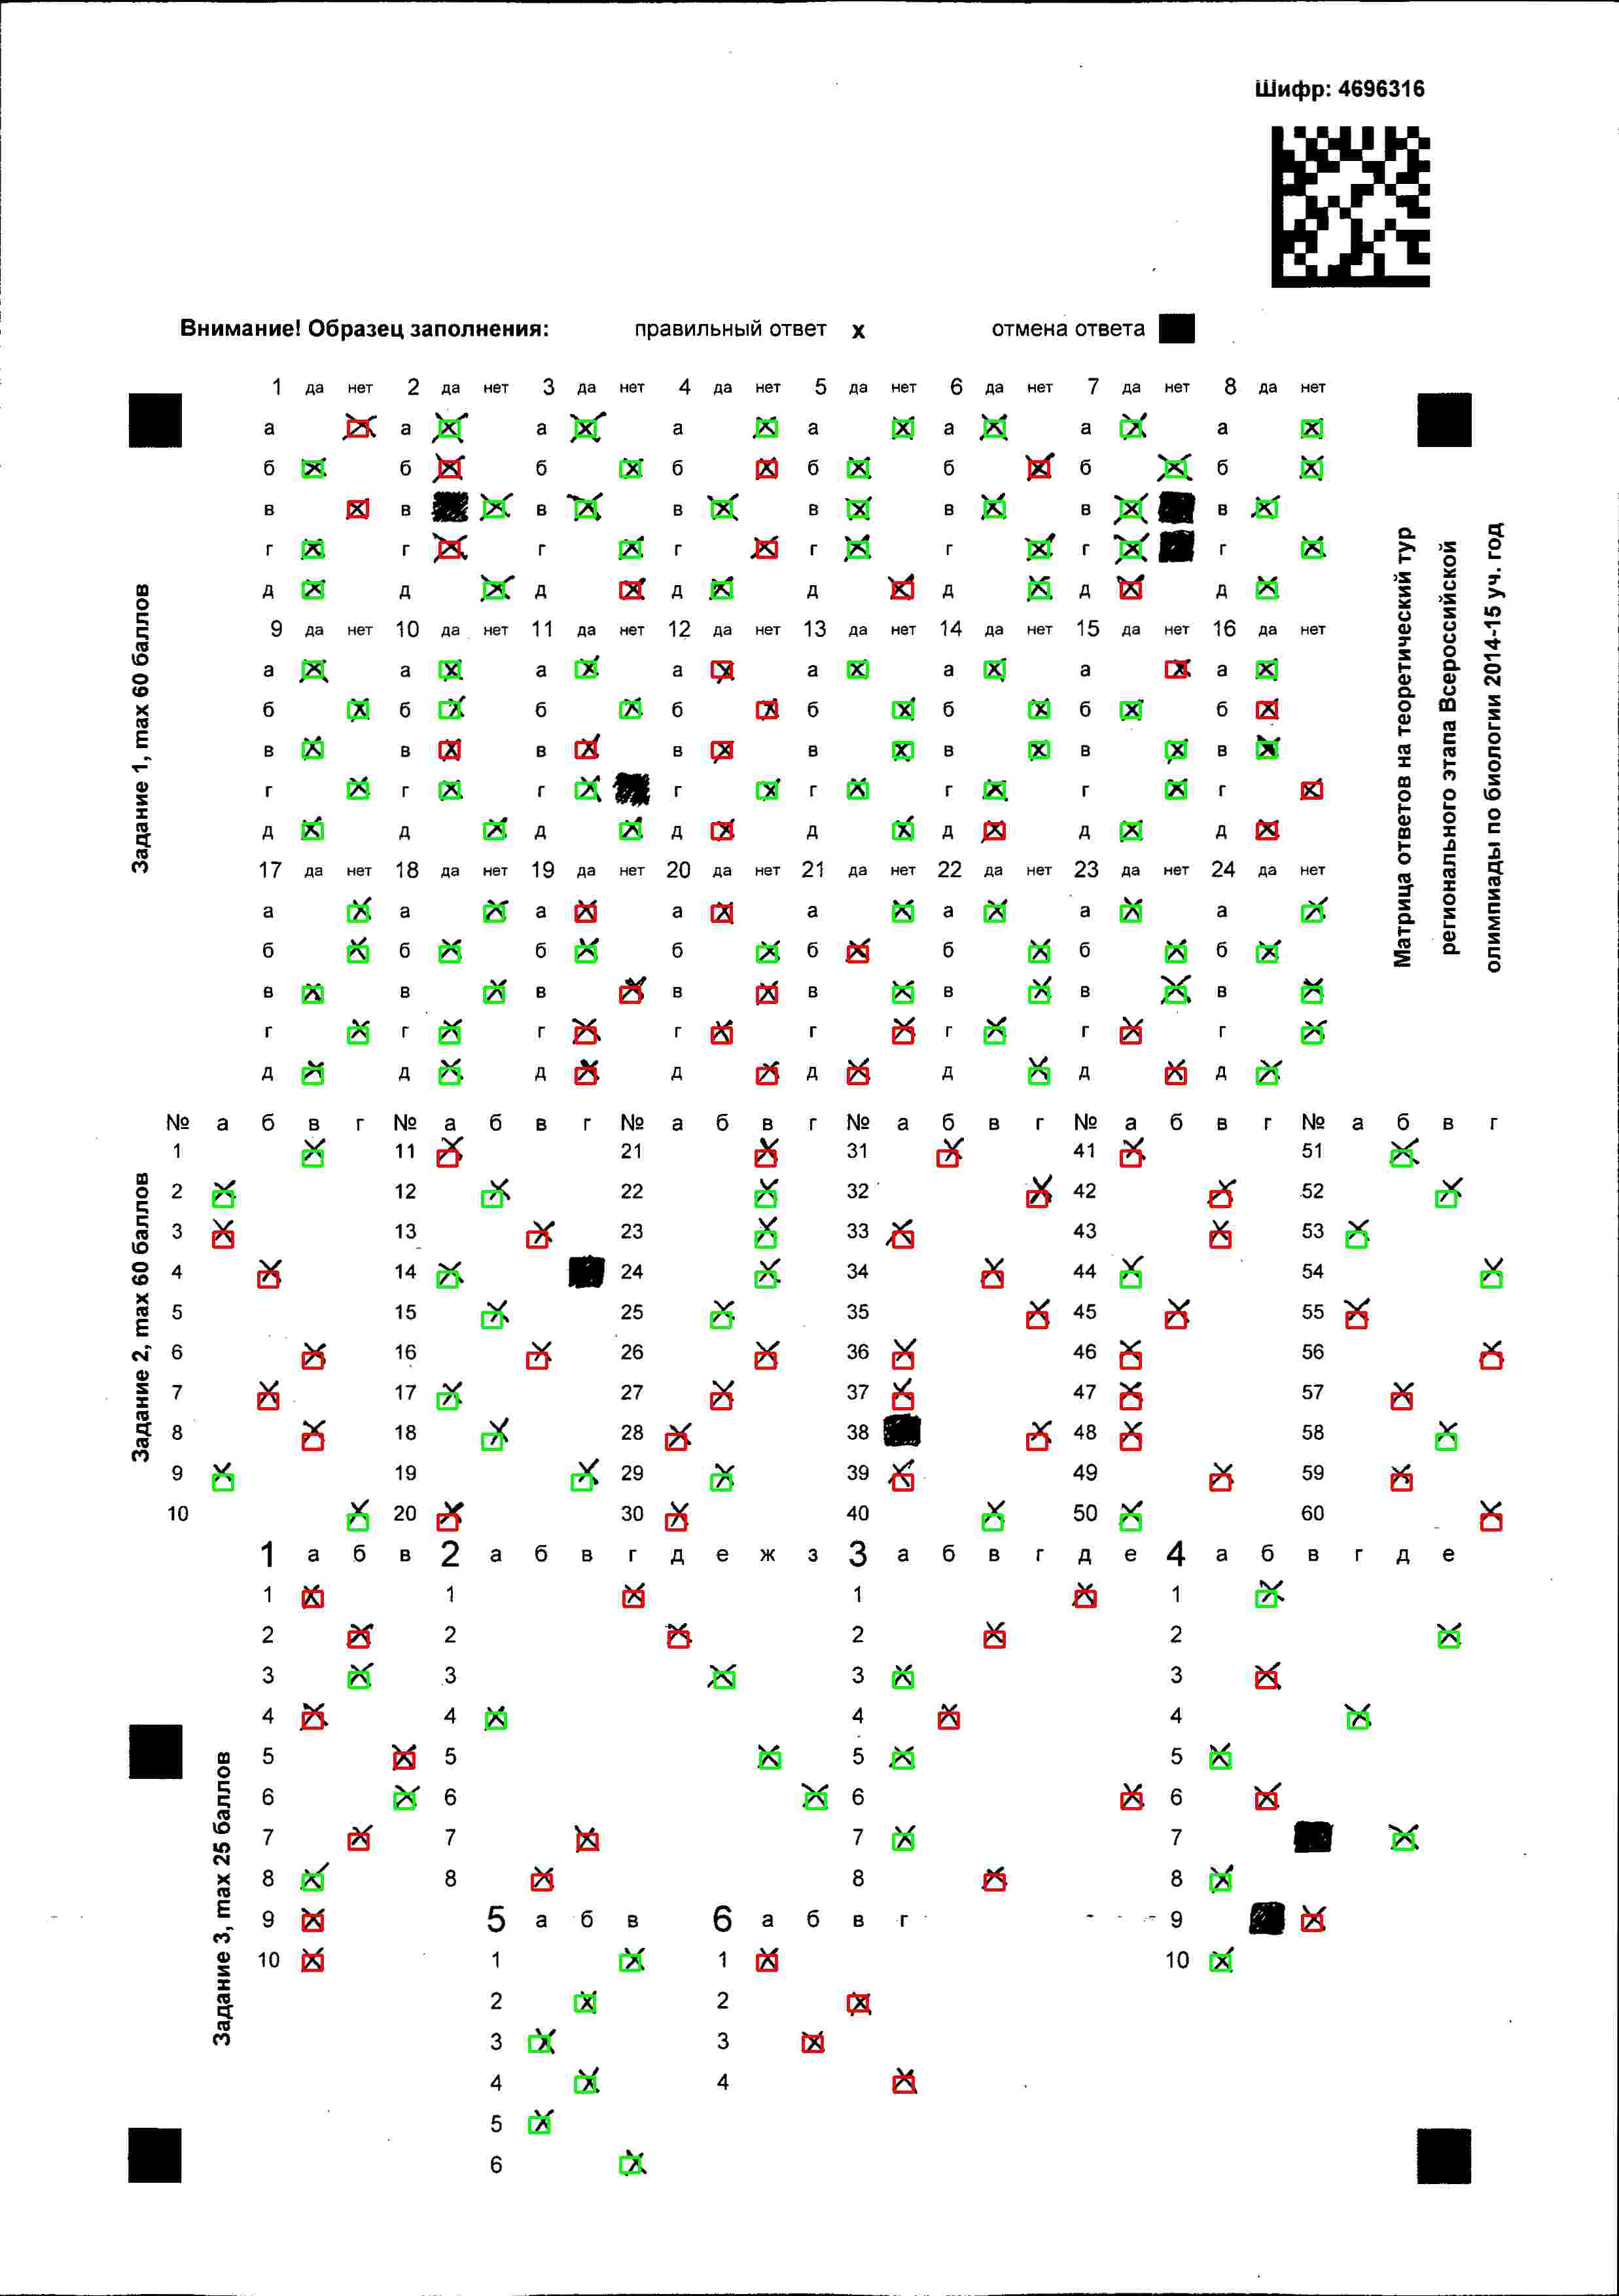 Шифр: 4696316
Внимание! Образец заполнения: правильный ответ x отмена ответа
Матрица ответов на теоретический тур
регионального этапа Всероссийской
олимпиады по биологии 2014-15 уч. год
Задание 1, max 60 баллов
1 да нет 2 да нет 3 да нет 4 да нет 5 да нет 6 да нет 7 да нет 8 да нет
а а а а а а а а
б б б б б б б б
в в в в в в в в
г г г г г г г г
д д д д д д д д
9 да нет 10 да нет 11 да нет 12 да нет 13 да нет 14 да нет 15 да нет 16 да нет
а а а а а а а а
б б б б б б б б
в в в в в в в в
г г г г г г г г
д д д д д д д д
17 да нет 18 да нет 19 да нет 20 да нет 21 да нет 22 да нет 23 да нет 24 да нет
а а а а а а а а
б б б б б б б б
в в в в в в в в
г г г г г г г г
д д д д д д д д
Задание 2, max 60 баллов
№ а б в г № а б в г № а б в г № а б в г № а б в г № а б в г
1 11 21 31 41 51
2 12 22 32 42 52
3 13 23 33 43 53
4 14 24 34 44 54
5 15 25 35 45 55
6 16 26 36 46 56
7 17 27 37 47 57
8 18 28 38 48 58
9 19 29 39 49 59
10 20 30 40 50 60
Задание 3, max 25 баллов
1 а б в 2 а б в г д е ж з 3 а б в г д е 4 а б в г д е
1 1 1 1
2 2 2 2
3 3 3 3
4 4 4 4
5 5 5 5
6 6 6 6
7 7 7 7
8 8 8 8
9 5 а б в 6 а б в г 9
10 1 1 10
2 2
3 3
4 4
5
6